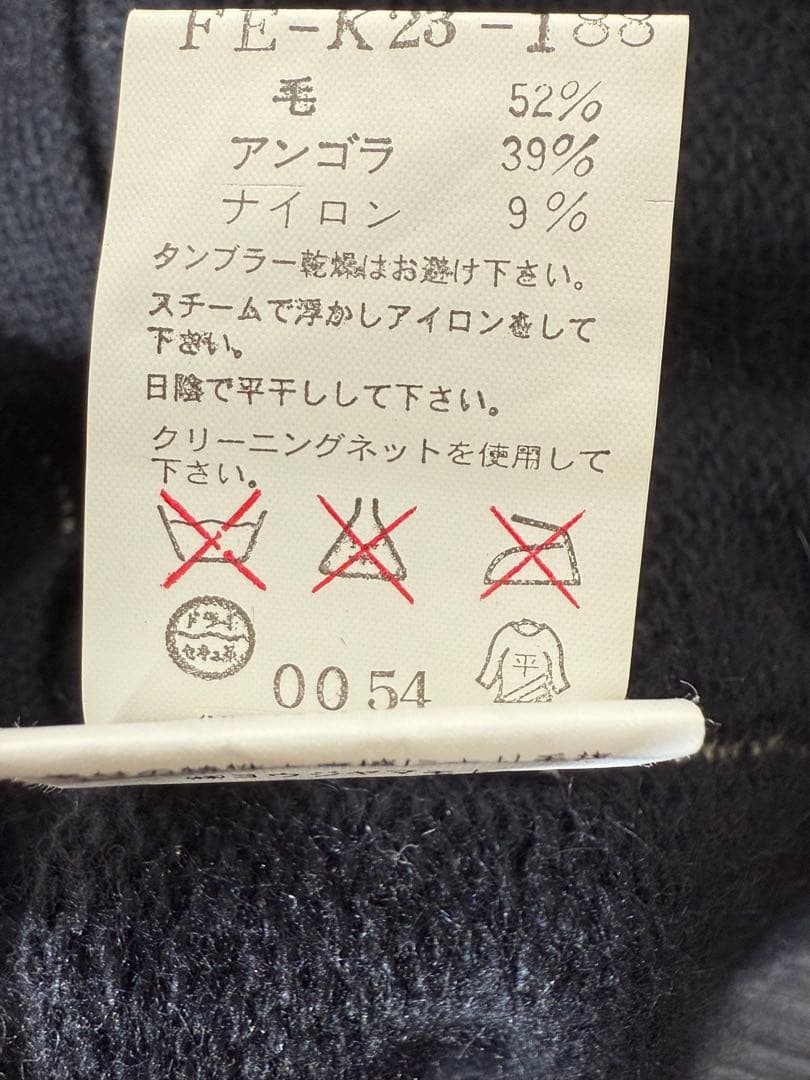 FE-K23-188
毛 52%
アンゴラ 39%
ナイロン 9%
タンブラー乾燥はお避け下さい。
スチームで浮かしアイロンをして
下さい。
日陰で平干しして下さい。
クリーニングネットを使用して
下さい。
ドライ
セキユ系
平
0054